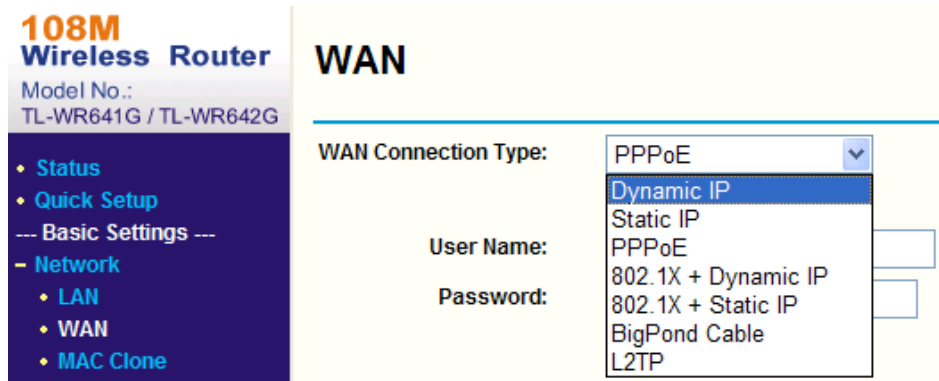 108M
Wireless Router
Model No.:
TL-WR641G / TL-WR642G
• Status
• Quick Setup
--- Basic Settings ---
– Network
• LAN
• WAN
• MAC Clone
WAN
WAN Connection Type:
PPPoE
Dynamic IP
Static IP
PPPoE
802.1X + Dynamic IP
802.1X + Static IP
BigPond Cable
L2TP
User Name:
Password: